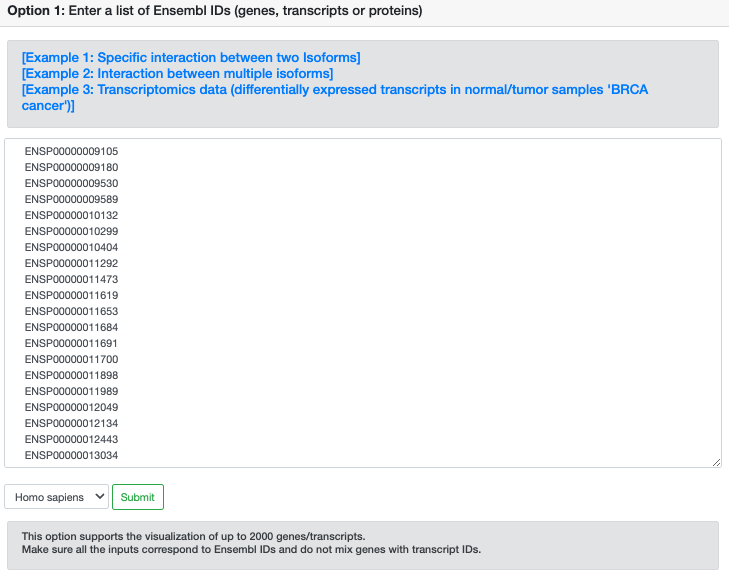 Option 1: Enter a list of Ensembl IDs (genes, transcripts or proteins)
[Example 1: Specific interaction between two Isoforms]
[Example 2: Interaction between multiple isoforms]
[Example 3: Transcriptomics data (differentially expressed transcripts in normal/tumor samples 'BRCA
cancer')]
ENSP00000009105
ENSP00000009180
ENSP00000009530
ENSP00000009589
ENSP00000010132
ENSP00000010299
ENSP00000010404
ENSP00000011292
ENSP00000011473
ENSP00000011619
ENSP00000011653
ENSP00000011684
ENSP00000011691
ENSP00000011700
ENSP00000011898
ENSP00000011989
ENSP00000012049
ENSP00000012134
ENSP00000012443
ENSP00000013034
Homo sapiens Submit
This option supports the visualization of up to 2000 genes/transcripts.
Make sure all the inputs correspond to Ensembl IDs and do not mix genes with transcript IDs.